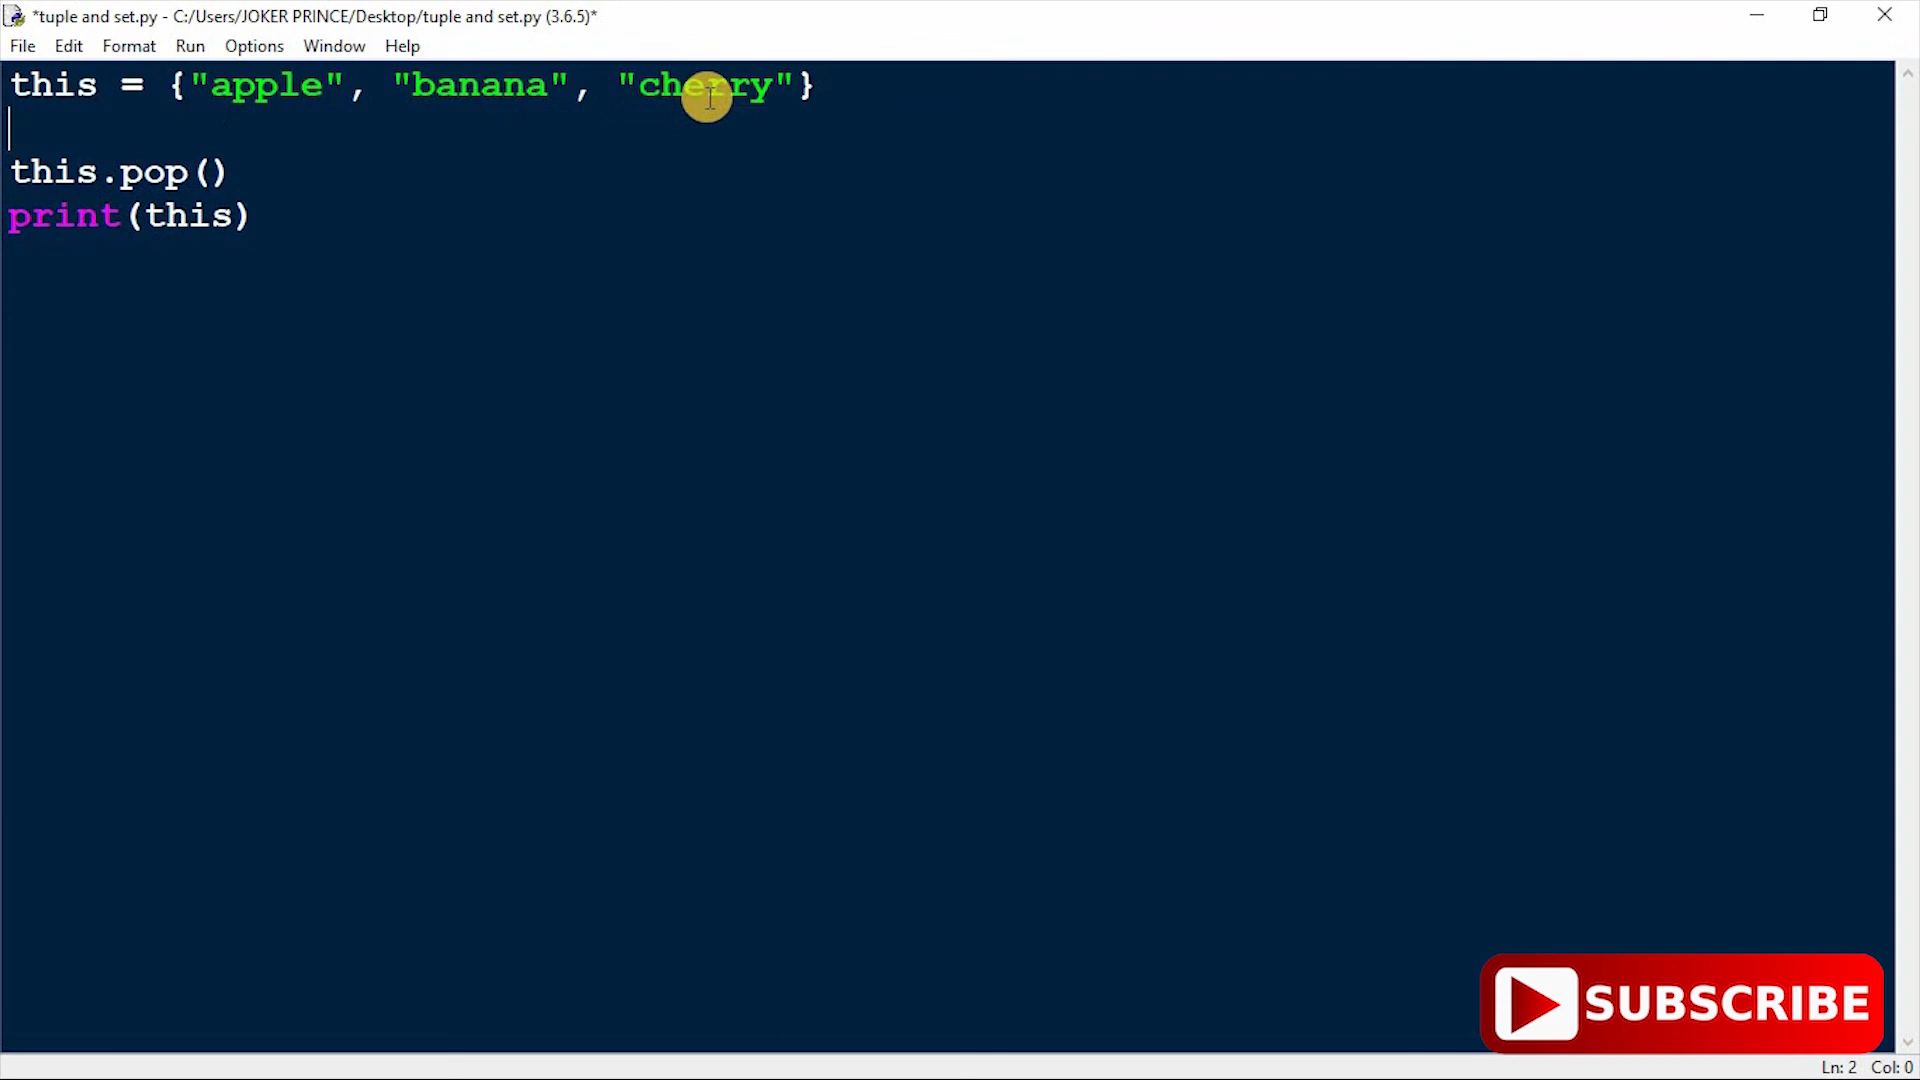 *tuple and set.py - C:/Users/JOKER PRINCE/Desktop/tuple and set.py (3.6.5)*
File Edit Format Run Options Window Help
this = {"apple", "banana", "cherry"}
this.pop()
print(this)
SUBSCRIBE
Ln: 2 Col: 0